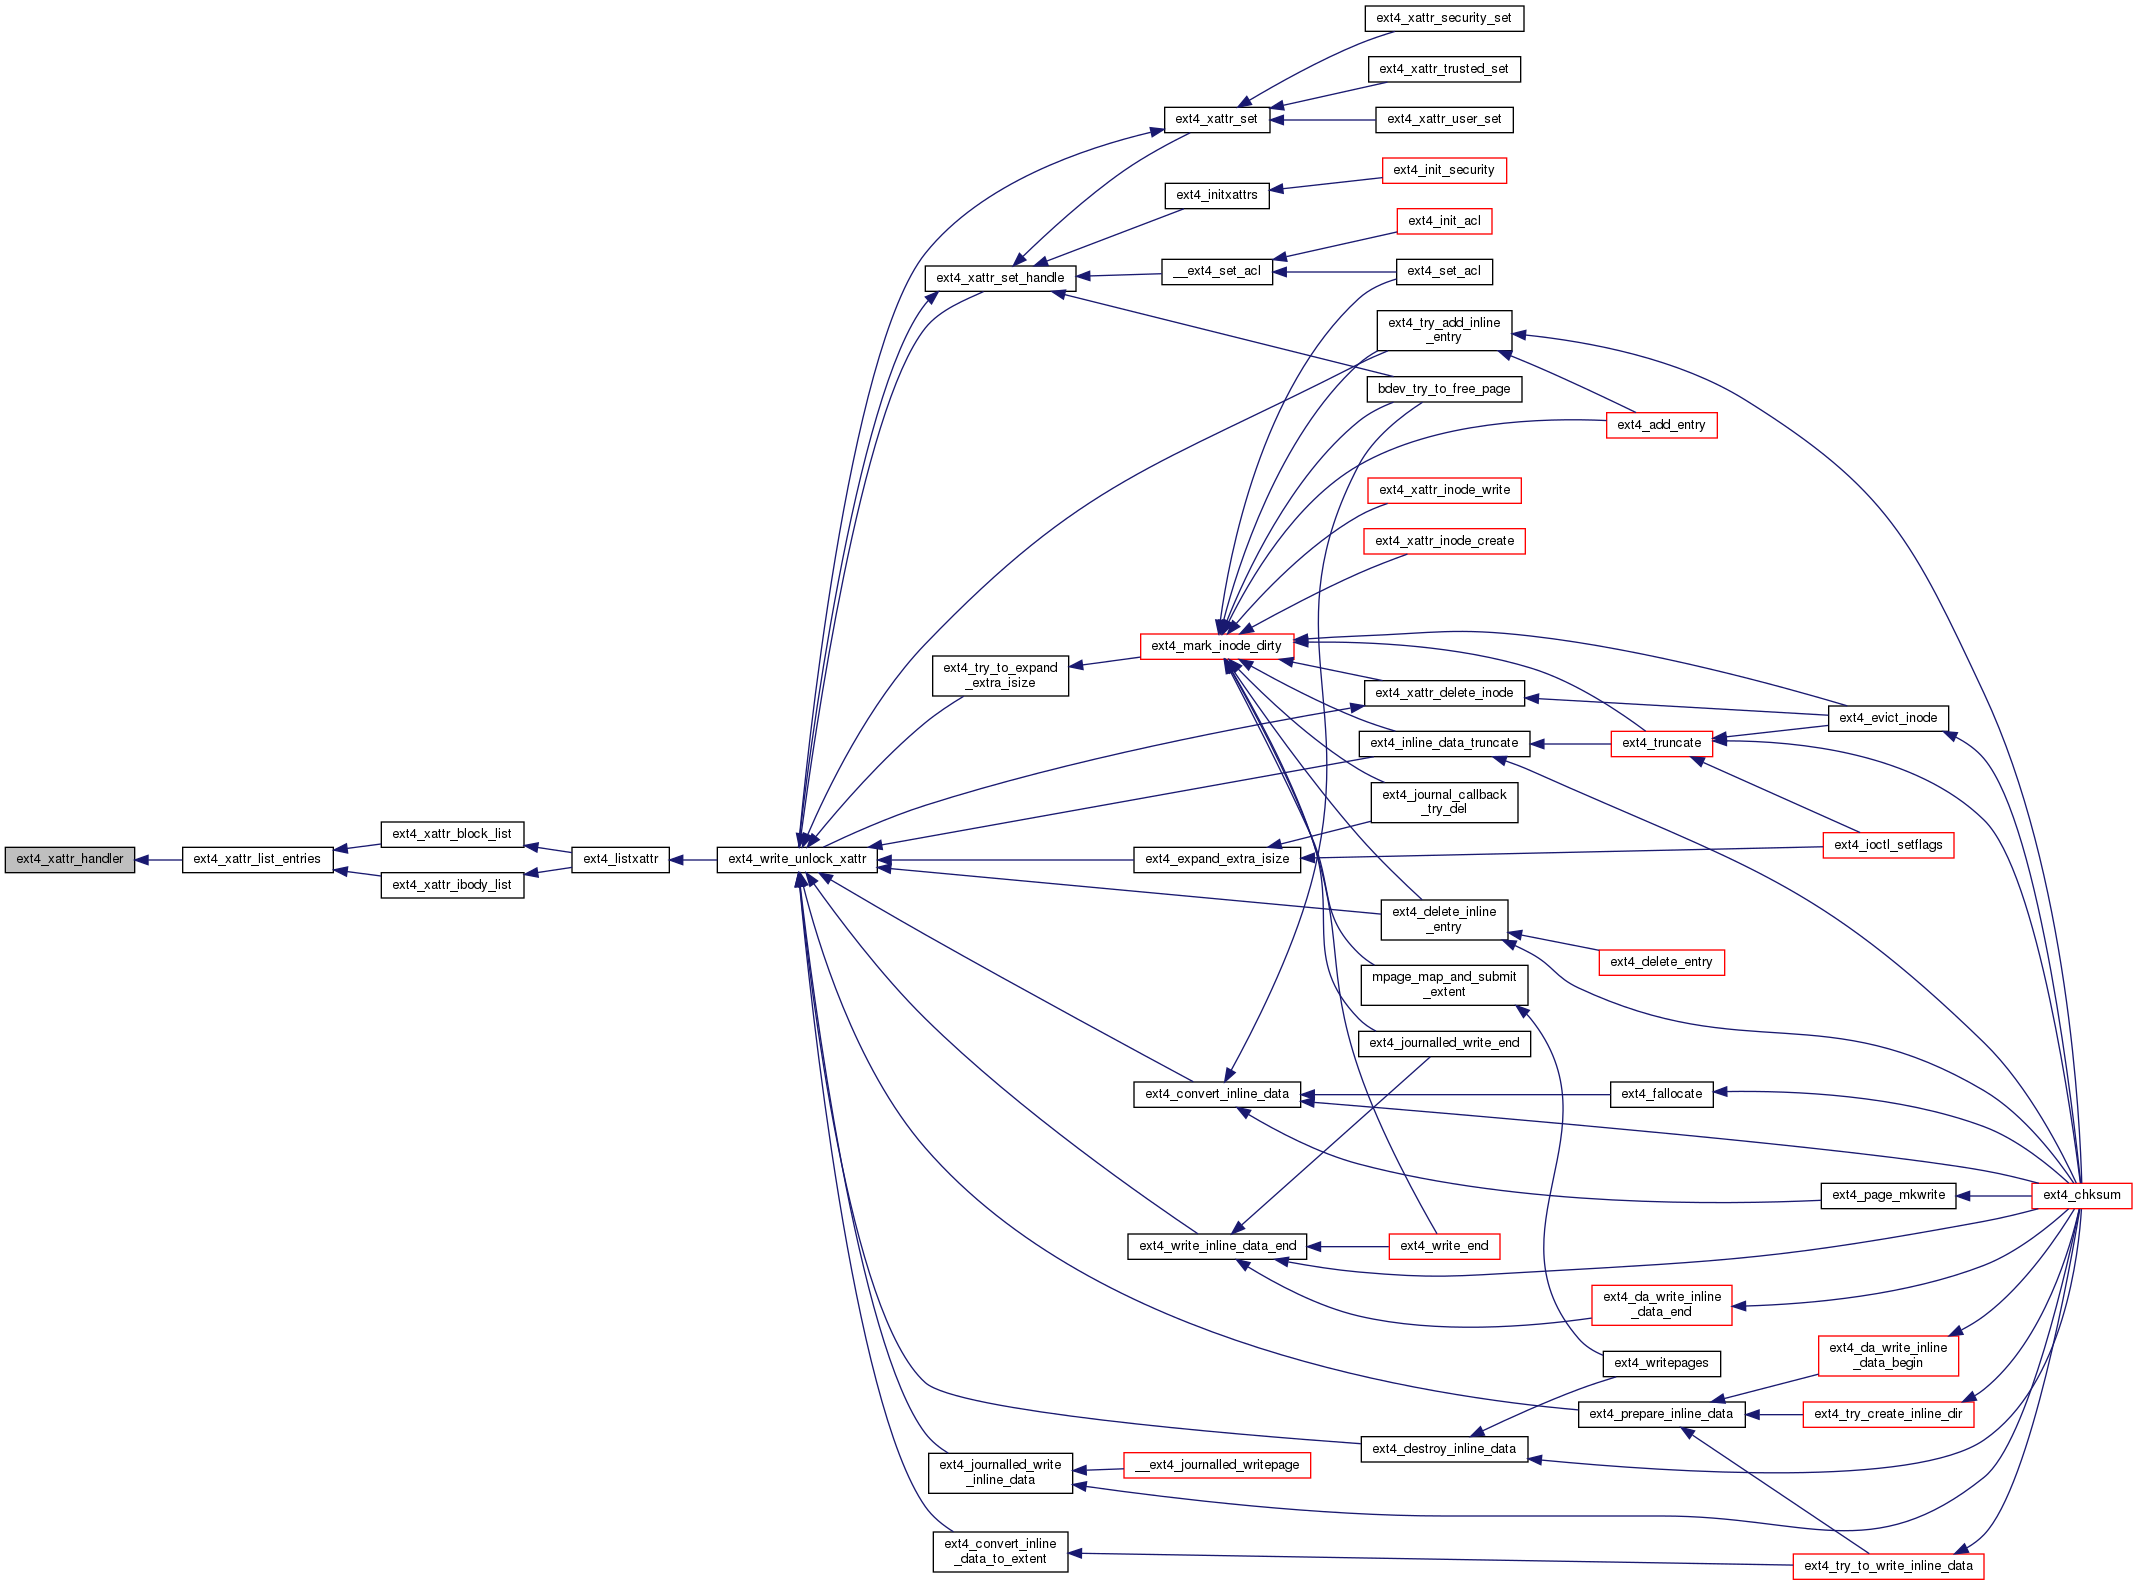 ext4_xattr_security_set
ext4_xattr_trusted_set
ext4_xattr_set
ext4_xattr_user_set
ext4_init_security
ext4_initxattrs
ext4_init_acl
__ext4_set_acl
ext4_set_acl
ext4_xattr_set_handle
ext4_try_add_inline
_entry
bdev_try_to_free_page
ext4_add_entry
ext4_xattr_inode_write
ext4_xattr_inode_create
ext4_mark_inode_dirty
ext4_try_to_expand
_extra_isize
ext4_xattr_delete_inode
ext4_evict_inode
ext4_inline_data_truncate
ext4_truncate
ext4_journal_callback
_try_del
ext4_xattr_block_list
ext4_ioctl_setflags
ext4_xattr_handler
ext4_xattr_list_entries
ext4_listxattr
ext4_write_unlock_xattr
ext4_expand_extra_isize
ext4_xattr_ibody_list
ext4_delete_inline
_entry
ext4_delete_entry
mpage_map_and_submit
_extent
ext4_journalled_write_end
ext4_convert_inline_data
ext4_fallocate
ext4_page_mkwrite
ext4_chksum
ext4_write_inline_data_end
ext4_write_end
ext4_da_write_inline
_data_end
ext4_da_write_inline
_data_begin
ext4_writepages
ext4_prepare_inline_data
ext4_try_create_inline_dir
ext4_destroy_inline_data
ext4_journalled_write
_inline_data
__ext4_journalled_writepage
ext4_convert_inline
_data_to_extent
ext4_try_to_write_inline_data